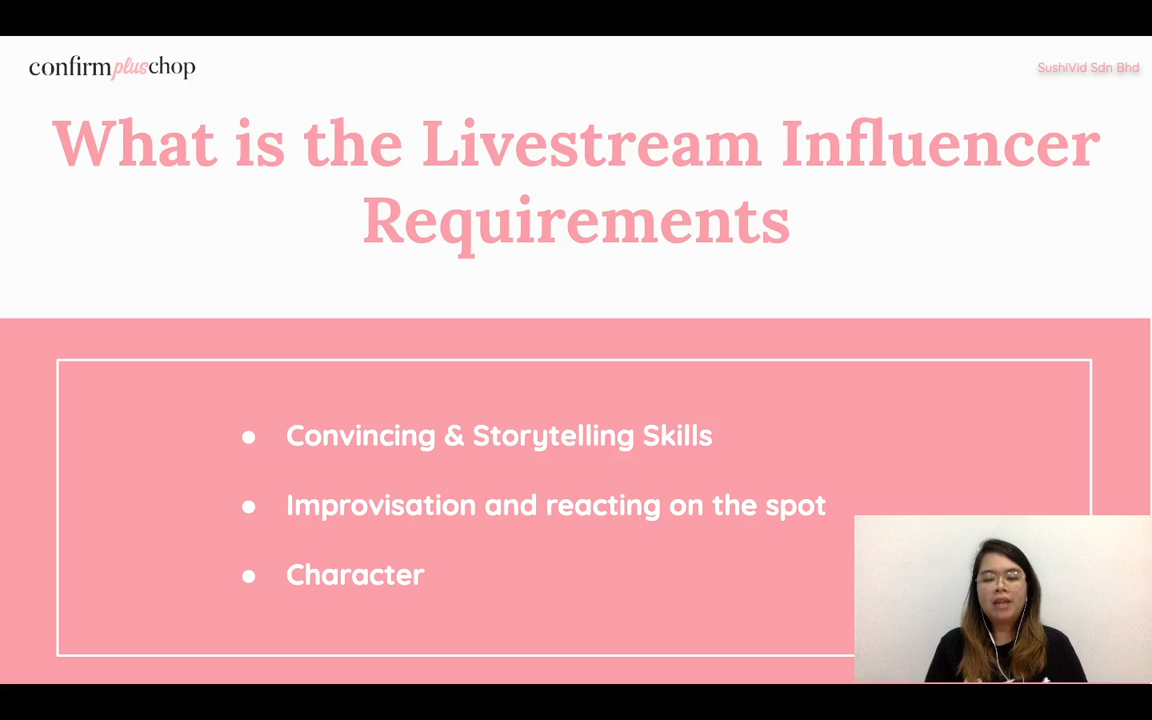 confirmpluschop
SushiVid Sdn Bhd
What is the Livestream Influencer
Requirements
● Convincing & Storytelling Skills
● Improvisation and reacting on the spot
● Character